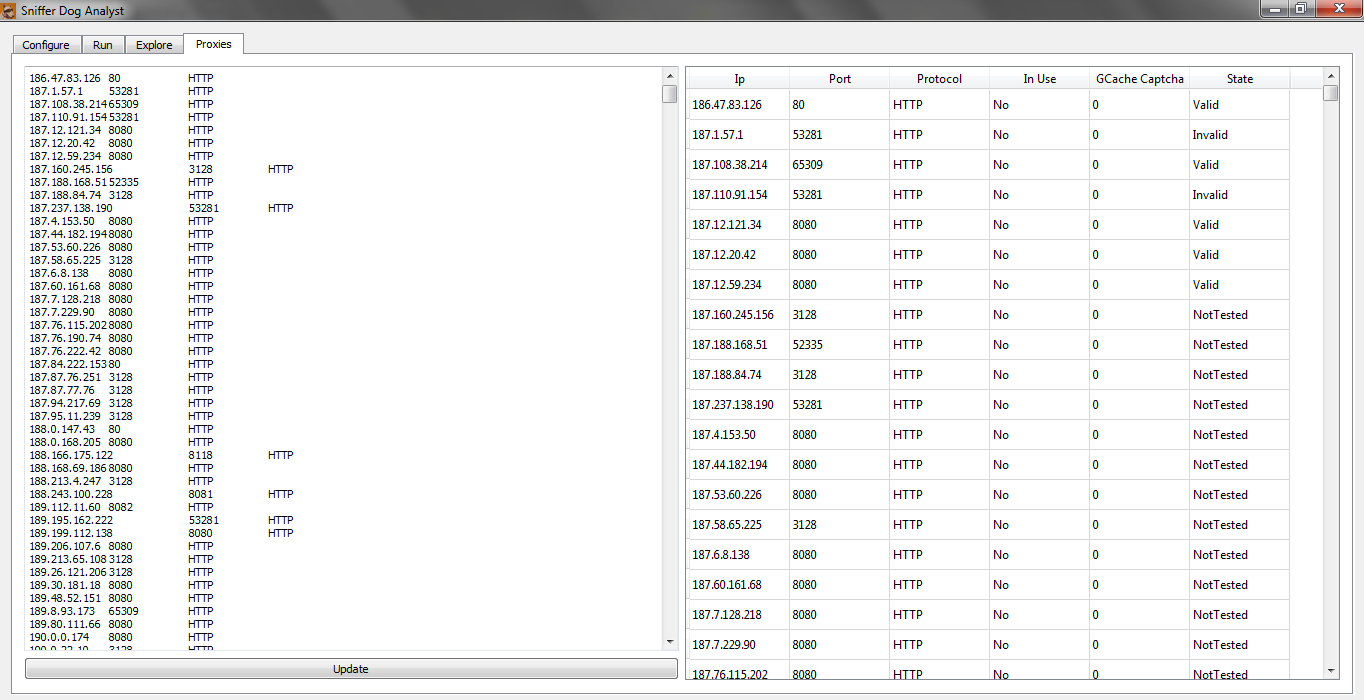 Sniffer Dog Analyst
Configure Run Explore Proxies
186.47.83.126 80 HTTP
187.1.57.1 53281 HTTP
187.108.38.214 65309 HTTP
187.110.91.154 53281 HTTP
187.12.121.34 8080 HTTP
187.12.20.42 8080 HTTP
187.12.59.234 8080 HTTP
187.160.245.156 3128 HTTP
187.188.168.51 52335 HTTP
187.188.84.74 3128 HTTP
187.237.138.190 53281 HTTP
187.4.153.50 8080 HTTP
187.44.182.194 8080 HTTP
187.53.60.226 8080 HTTP
187.58.65.225 3128 HTTP
187.6.8.138 8080 HTTP
187.60.161.68 8080 HTTP
187.7.128.218 8080 HTTP
187.7.229.90 8080 HTTP
187.76.115.202 8080 HTTP
187.76.190.74 8080 HTTP
187.76.222.42 8080 HTTP
187.84.222.153 80 HTTP
187.87.76.251 3128 HTTP
187.87.77.76 3128 HTTP
187.94.217.69 3128 HTTP
187.95.11.239 3128 HTTP
188.0.147.43 80 HTTP
188.0.168.205 8080 HTTP
188.166.175.122 8118 HTTP
188.168.69.186 8080 HTTP
188.213.4.247 3128 HTTP
188.243.100.228 8081 HTTP
189.112.11.60 8082 HTTP
189.195.162.222 53281 HTTP
189.199.112.138 8080 HTTP
189.206.107.6 8080 HTTP
189.213.65.108 3128 HTTP
189.26.121.206 3128 HTTP
189.30.181.18 8080 HTTP
189.48.52.151 8080 HTTP
189.8.93.173 65309 HTTP
189.80.111.66 8080 HTTP
190.0.0.174 8080 HTTP
Update
Ip Port Protocol In Use GCache Captcha State
186.47.83.126 80 HTTP No 0 Valid
187.1.57.1 53281 HTTP No 0 Invalid
187.108.38.214 65309 HTTP No 0 Valid
187.110.91.154 53281 HTTP No 0 Invalid
187.12.121.34 8080 HTTP No 0 Valid
187.12.20.42 8080 HTTP No 0 Valid
187.12.59.234 8080 HTTP No 0 Valid
187.160.245.156 3128 HTTP No 0 NotTested
187.188.168.51 52335 HTTP No 0 NotTested
187.188.84.74 3128 HTTP No 0 NotTested
187.237.138.190 53281 HTTP No 0 NotTested
187.4.153.50 8080 HTTP No 0 NotTested
187.44.182.194 8080 HTTP No 0 NotTested
187.53.60.226 8080 HTTP No 0 NotTested
187.58.65.225 3128 HTTP No 0 NotTested
187.6.8.138 8080 HTTP No 0 NotTested
187.60.161.68 8080 HTTP No 0 NotTested
187.7.128.218 8080 HTTP No 0 NotTested
187.7.229.90 8080 HTTP No 0 NotTested
187.76.115.202 8080 HTTP No 0 NotTested